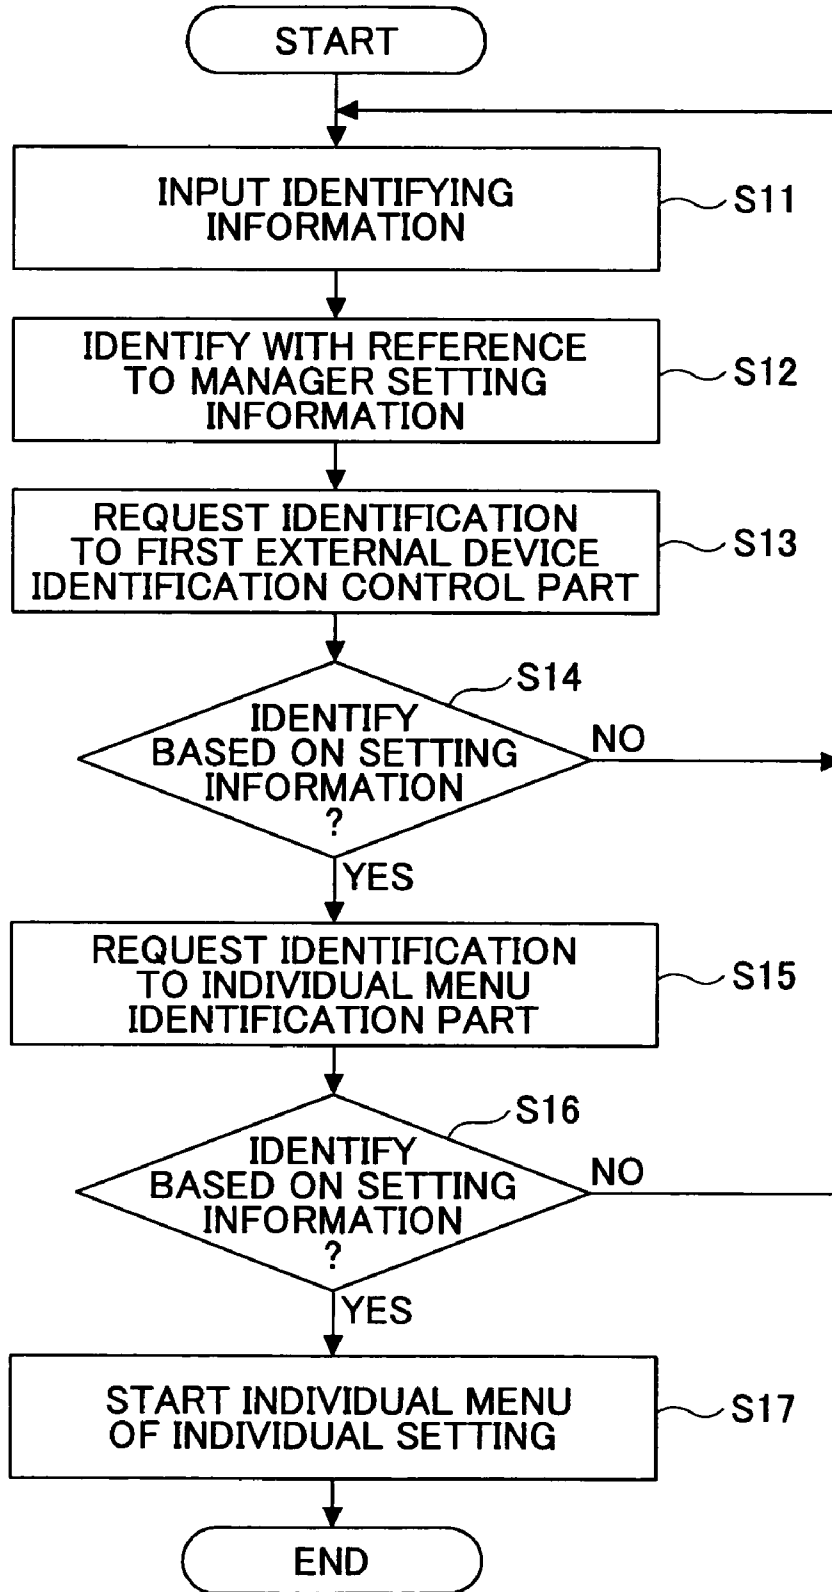 START
INPUT IDENTIFYING
INFORMATION
S11
IDENTIFY WITH REFERENCE
TO MANAGER SETTING
INFORMATION
S12
REQUEST IDENTIFICATION
TO FIRST EXTERNAL DEVICE
IDENTIFICATION CONTROL PART
S13
S14
IDENTIFY
BASED ON SETTING
INFORMATION
?
NO
YES
REQUEST IDENTIFICATION
TO INDIVIDUAL MENU
IDENTIFICATION PART
S15
S16
IDENTIFY
BASED ON SETTING
INFORMATION
?
NO
YES
START INDIVIDUAL MENU
OF INDIVIDUAL SETTING
S17
END